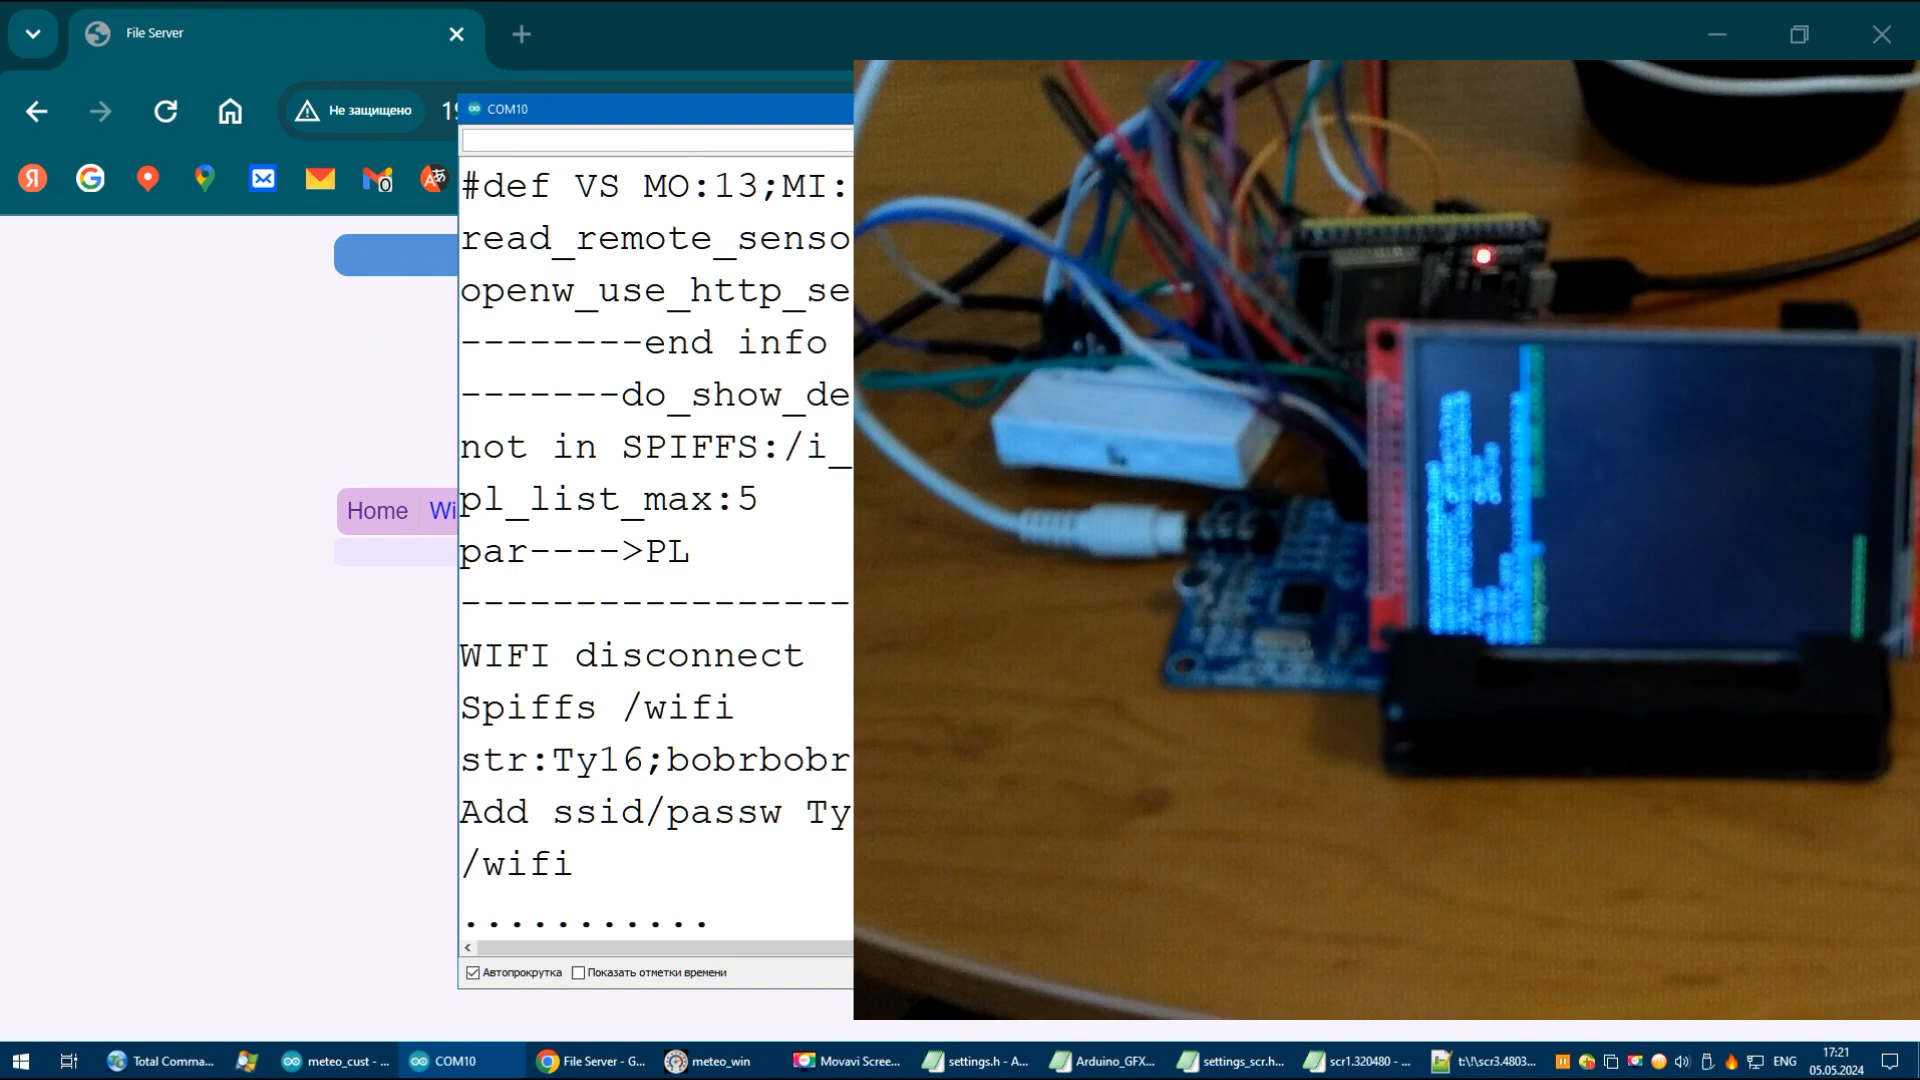 File Server
Не защищено
19
COM10
#def VS MO:13;MI:
read_remote_senso
openw_use_http_se
--------end info
-------do_show_de
not in SPIFFS:/i_
pl_list_max:5
par---->PL
-----------------
WIFI disconnect
Spiffs /wifi
str:Ty16;bobrbobr
Add ssid/passw Ty
/wifi
...........
Home Wi
Автопрокрутка Показать отметки времени
Total Comma... meteo_cust - ... COM10 File Server - G... meteo_win Movavi Scree... settings.h - A... Arduino_GFX... settings_scr.h... scr1.320480 - ... t:\!\scr3.4803... ENG 17:21
05.05.2024